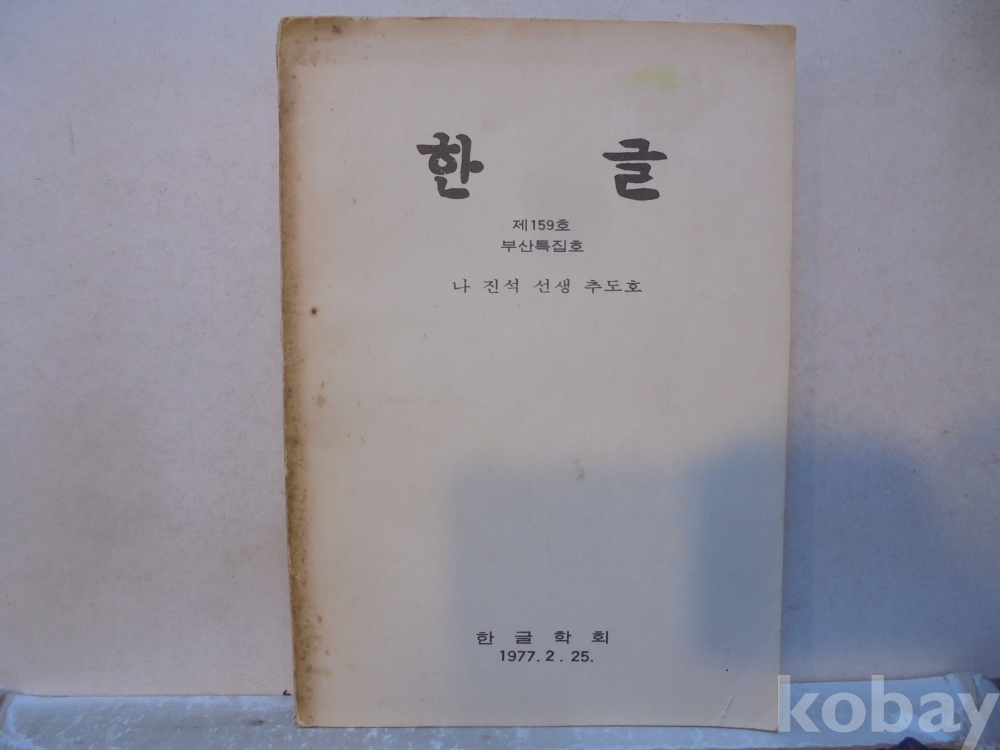 한 글
제159호
부산특집호
나 진석 선생 추도호
한 글 학 회
1977. 2. 25.
kobay